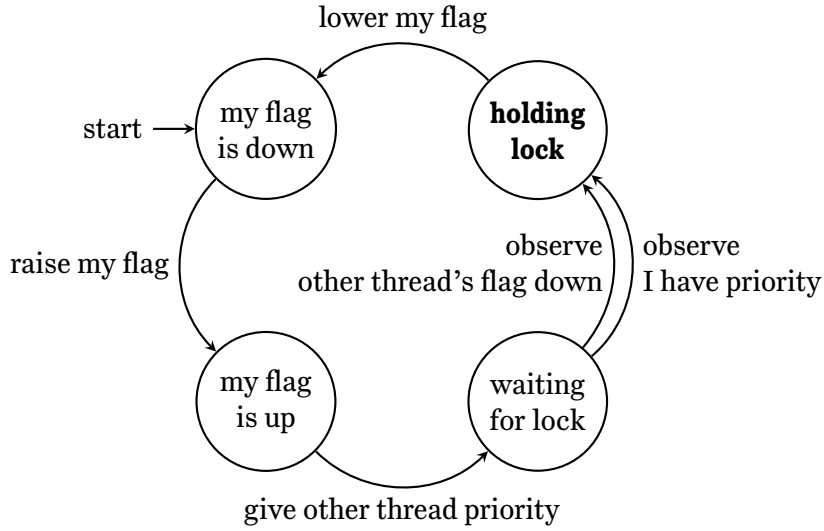 lower my flag
start
my flag
is down
holding
lock
raise my flag
observe
other thread’s flag down
observe
I have priority
my flag
is up
waiting
for lock
give other thread priority